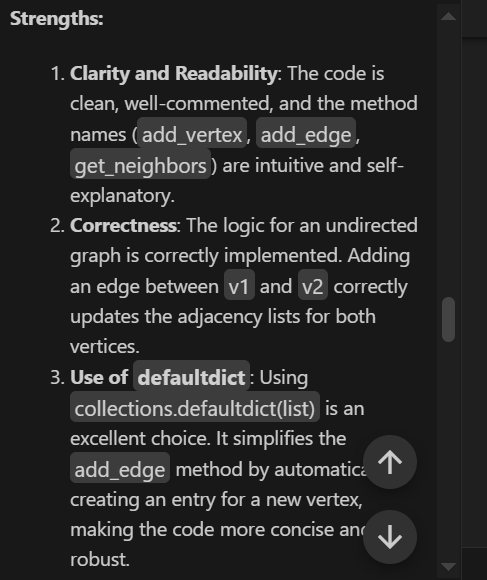 Strengths:
1. Clarity and Readability: The code is
clean, well-commented, and the method
names (add_vertex, add_edge,
get_neighbors) are intuitive and self-
explanatory.
2. Correctness: The logic for an undirected
graph is correctly implemented. Adding
an edge between v1 and v2 correctly
updates the adjacency lists for both
vertices.
3. Use of defaultdict: Using
collections.defaultdict(list) is an
excellent choice. It simplifies the
add_edge method by
creating an entry for a new vertex,
making the code more concise
robust.